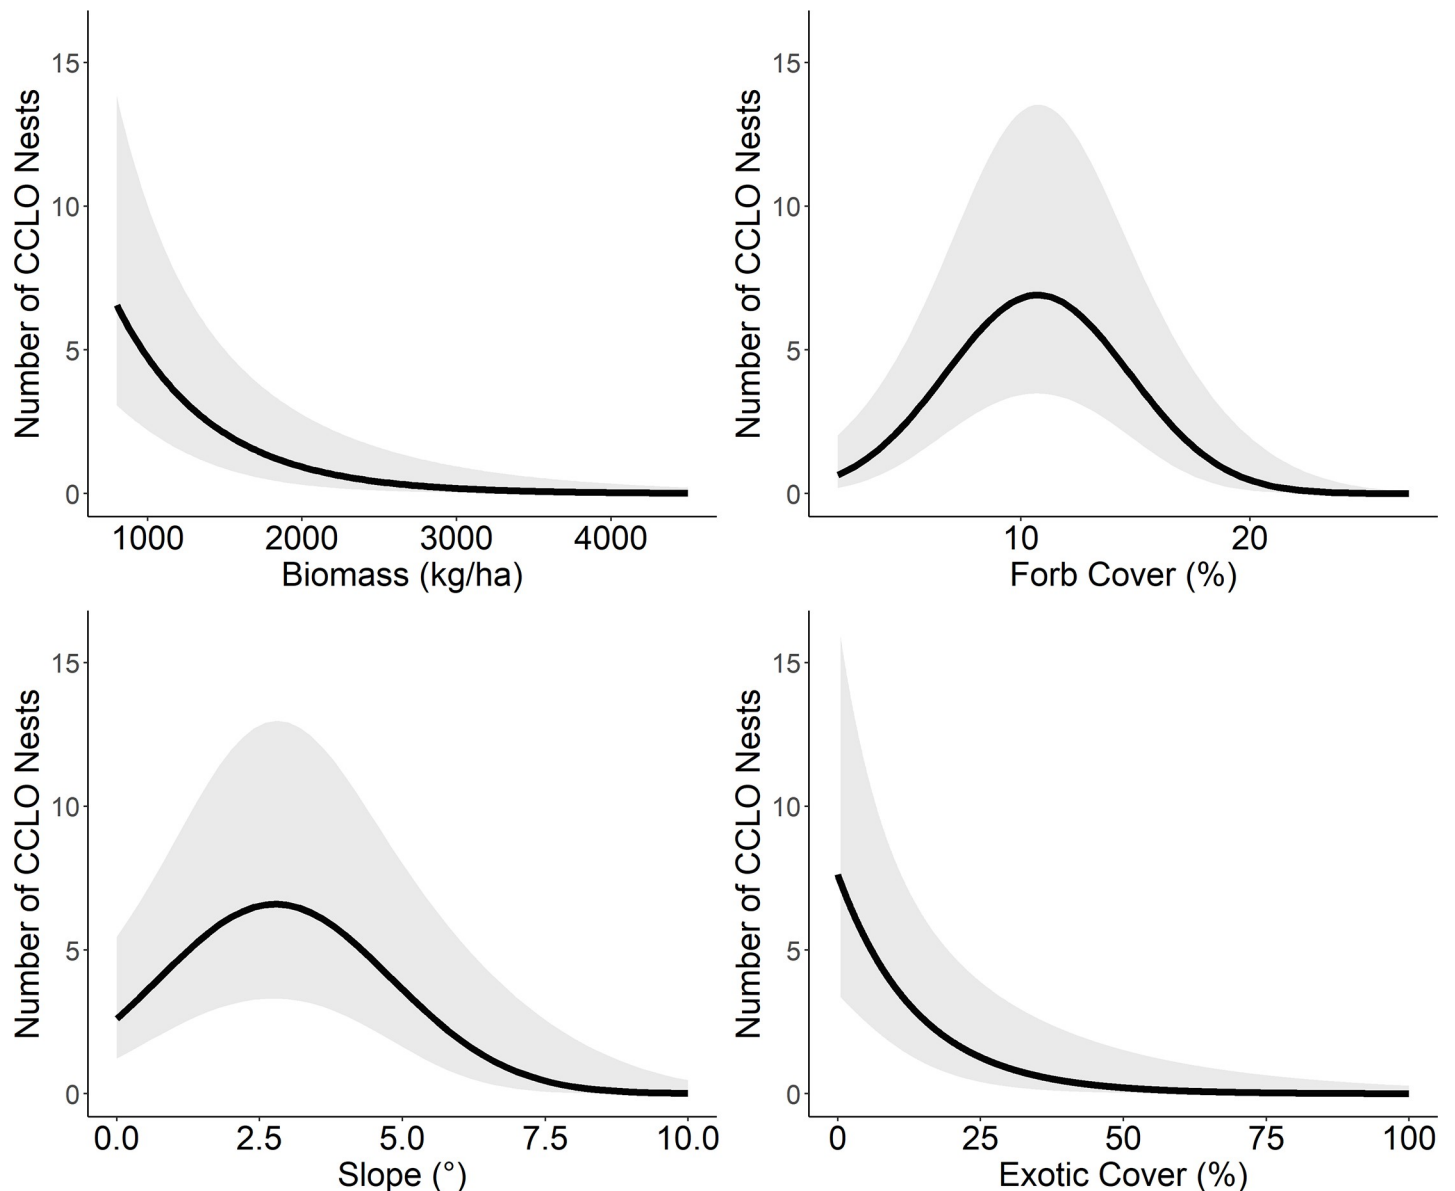 Number of CCLO Nests
15
10
5
0
1000 2000 3000 4000
Biomass (kg/ha)
Number of CCLO Nests
15
10
5
0
10 20
Forb Cover (%)
Number of CCLO Nests
15
10
5
0
0.0 2.5 5.0 7.5 10.0
Slope (°)
Number of CCLO Nests
15
10
5
0
0 25 50 75 100
Exotic Cover (%)